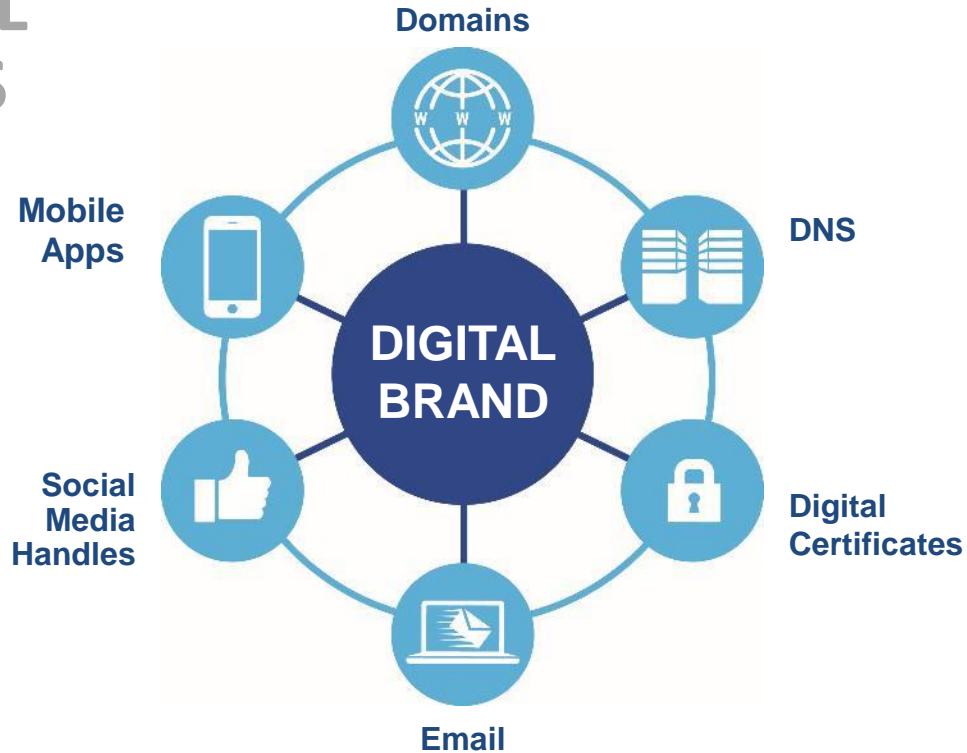 L
S
Domains
W W W
Mobile
Apps
DNS
DIGITAL
BRAND
Social
Media
Handles
Digital
Certificates
Email